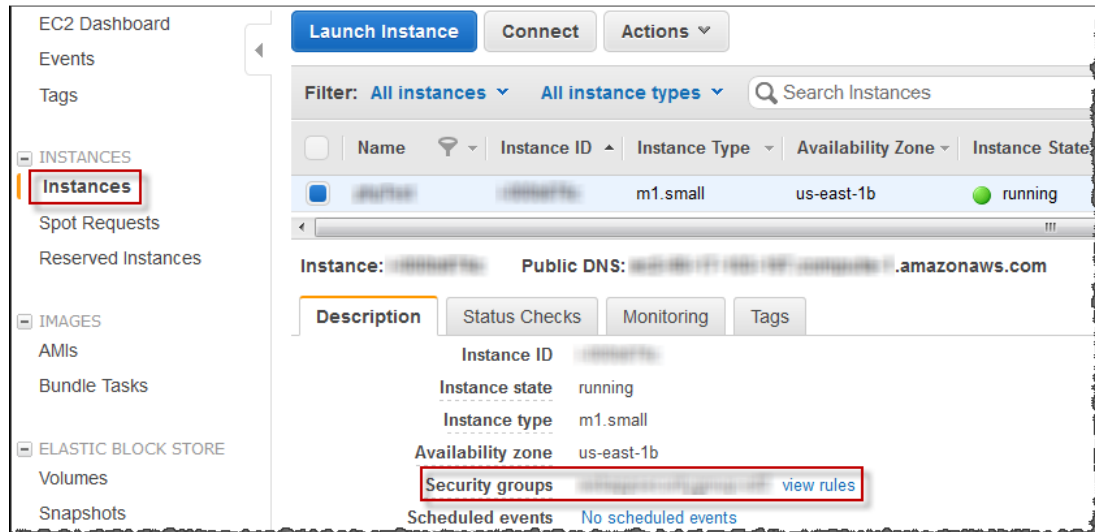 EC2 Dashboard
Events
Tags
INSTANCES
Instances
Spot Requests
Reserved Instances
IMAGES
AMIs
Bundle Tasks
ELASTIC BLOCK STORE
Volumes
Snapshots
Launch Instance Connect Actions
Filter: All instances All instance types Search Instances
Name Instance ID Instance Type Availability Zone Instance State
m1.small us-east-1b running
Instance: Public DNS: .amazonaws.com
Description Status Checks Monitoring Tags
Instance ID
Instance state running
Instance type m1.small
Availability zone us-east-1b
Security groups view rules
Scheduled events No scheduled events